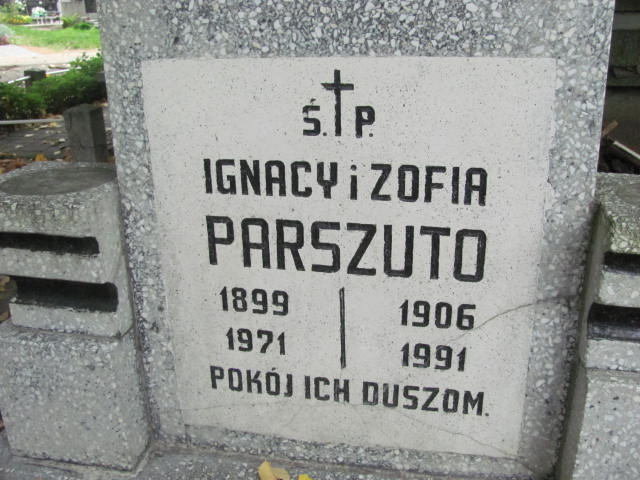 Ś. P.
IGNACY i ZOFIA
PARSZUTO
1899 1906
1971 1991
POKÓJ ICH DUSZOM.